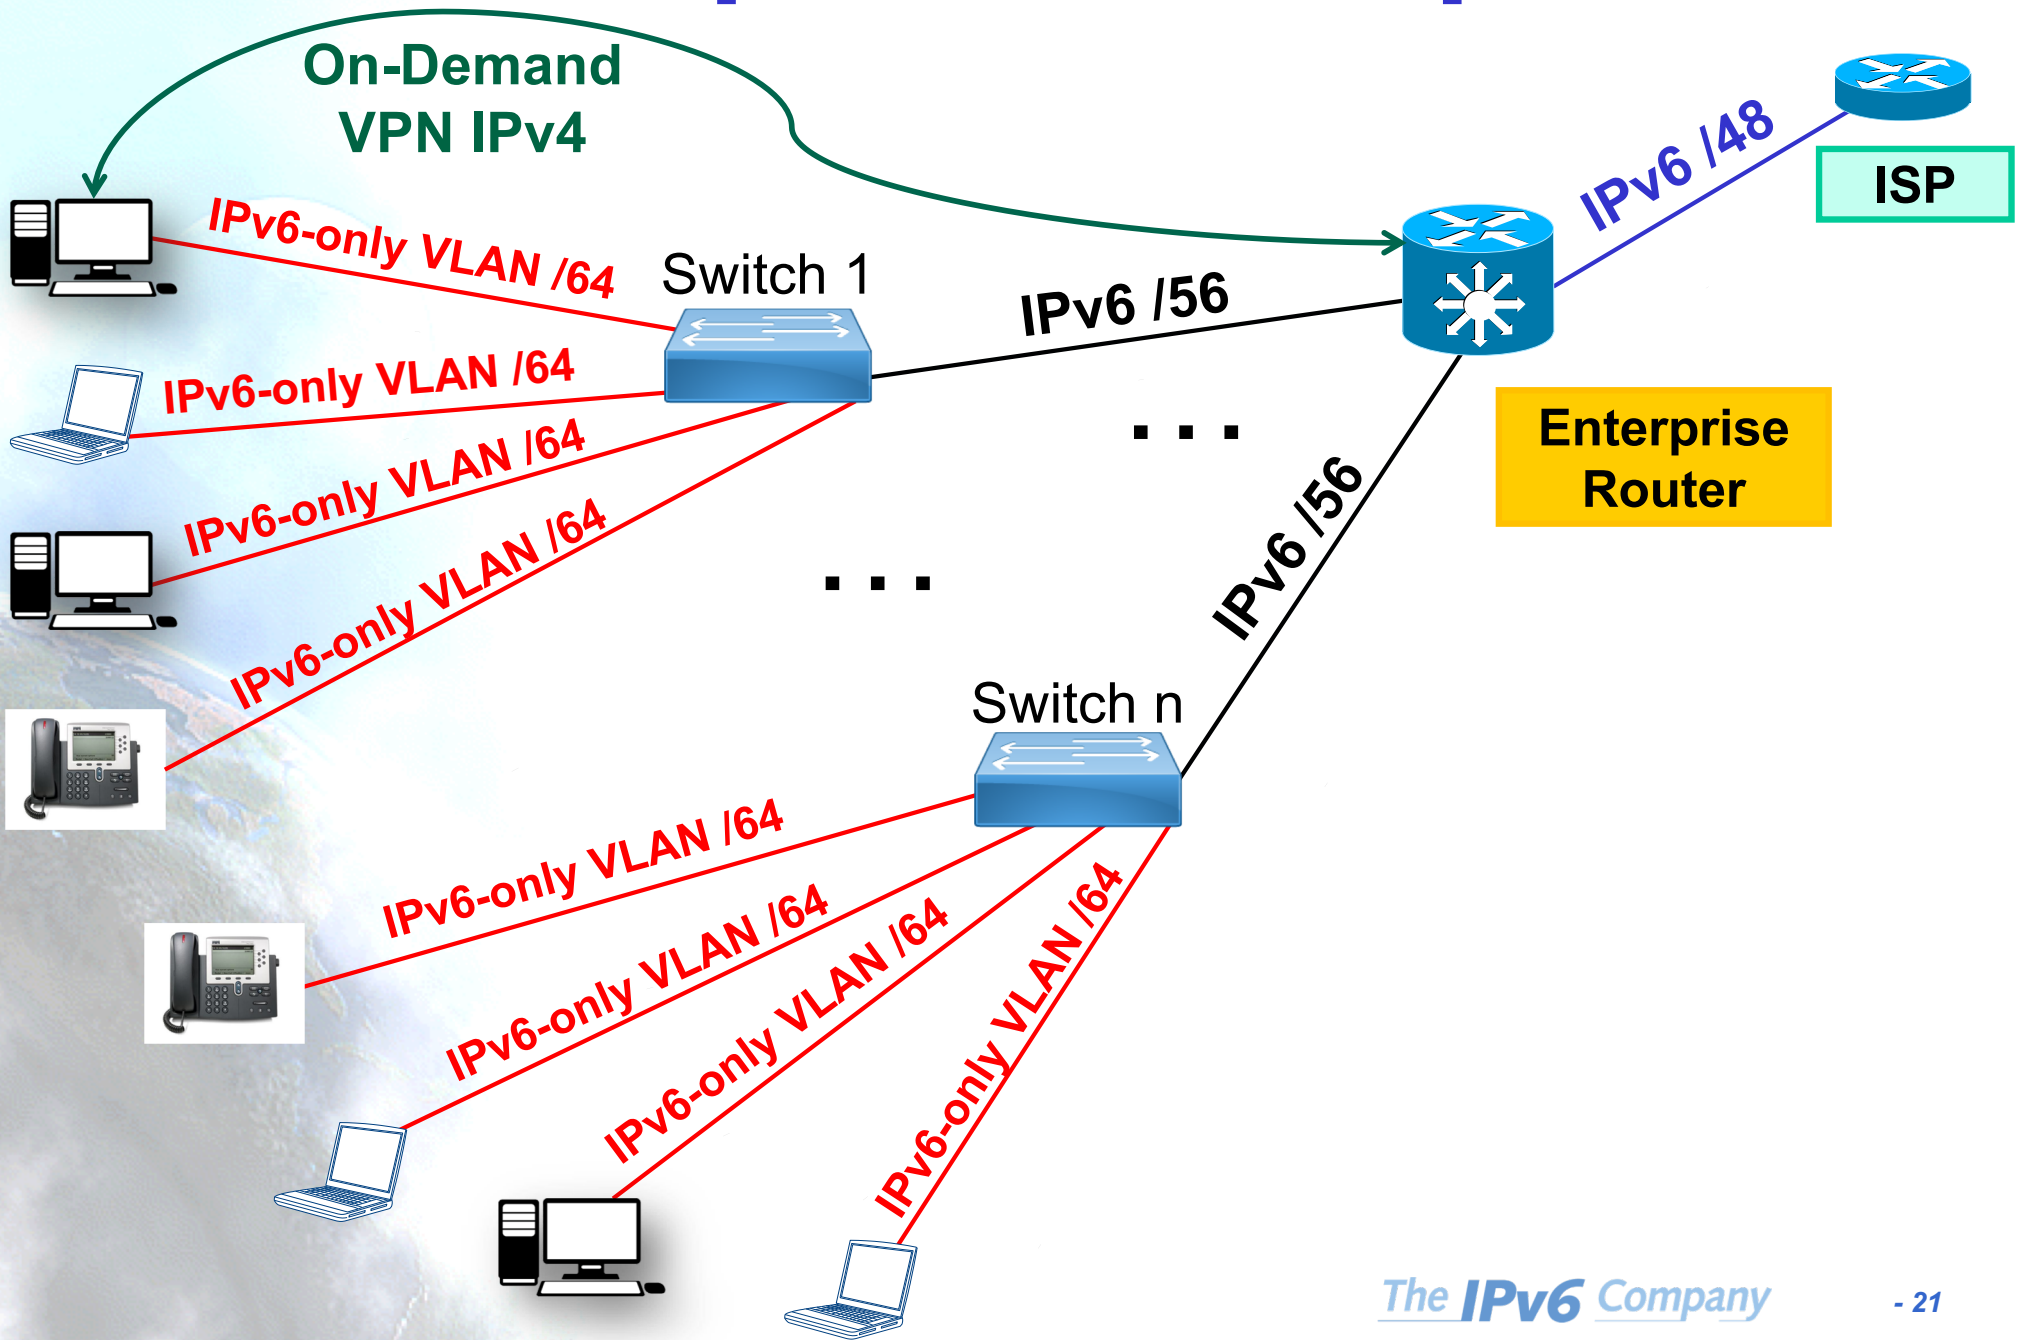 On-Demand
VPN IPv4
IPv6 /48
ISP
IPv6-only VLAN /64
Switch 1
IPv6 /56
IPv6-only VLAN /64
Enterprise
Router
. . .
IPv6-only VLAN /64
IPv6 /56
. . .
IPv6-only VLAN /64
Switch n
IPv6-only VLAN /64
IPv6-only VLAN /64
IPv6-only VLAN /64
IPv6-only VLAN /64
The IPv6 Company
- 21